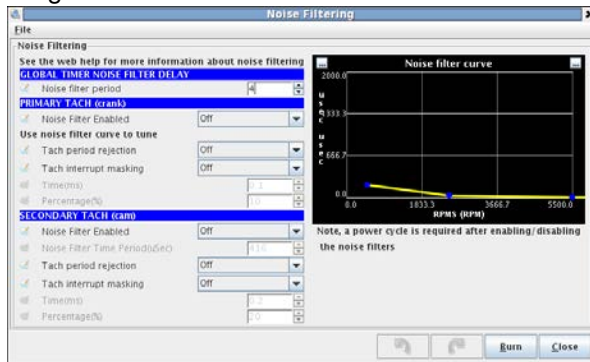 Noise Filtering
File
Noise Filtering
See the web help for more information about noise filtering
GLOBAL TIMER NOISE FILTER DELAY
Noise filter period 4
PRIMARY TACH (crank)
Noise Filter Enabled Off
Use noise filter curve to tune
Tach period rejection Off
Tach interrupt masking Off
Time(ms) 0.1
Percentage(%) 10
SECONDARY TACH (cam)
Noise Filter Enabled Off
Noise Filter Time Period(uSec) 416
Tach period rejection Off
Tach interrupt masking Off
Time(ms)
Percentage(%) 20
Noise filter curve
2000.0
1333.3
666.7
0.0
0.0 1833.3 3666.7 5500.0
RPMS (RPM)
Note, a power cycle is required after enabling/disabling
the noise filters
Burn Close